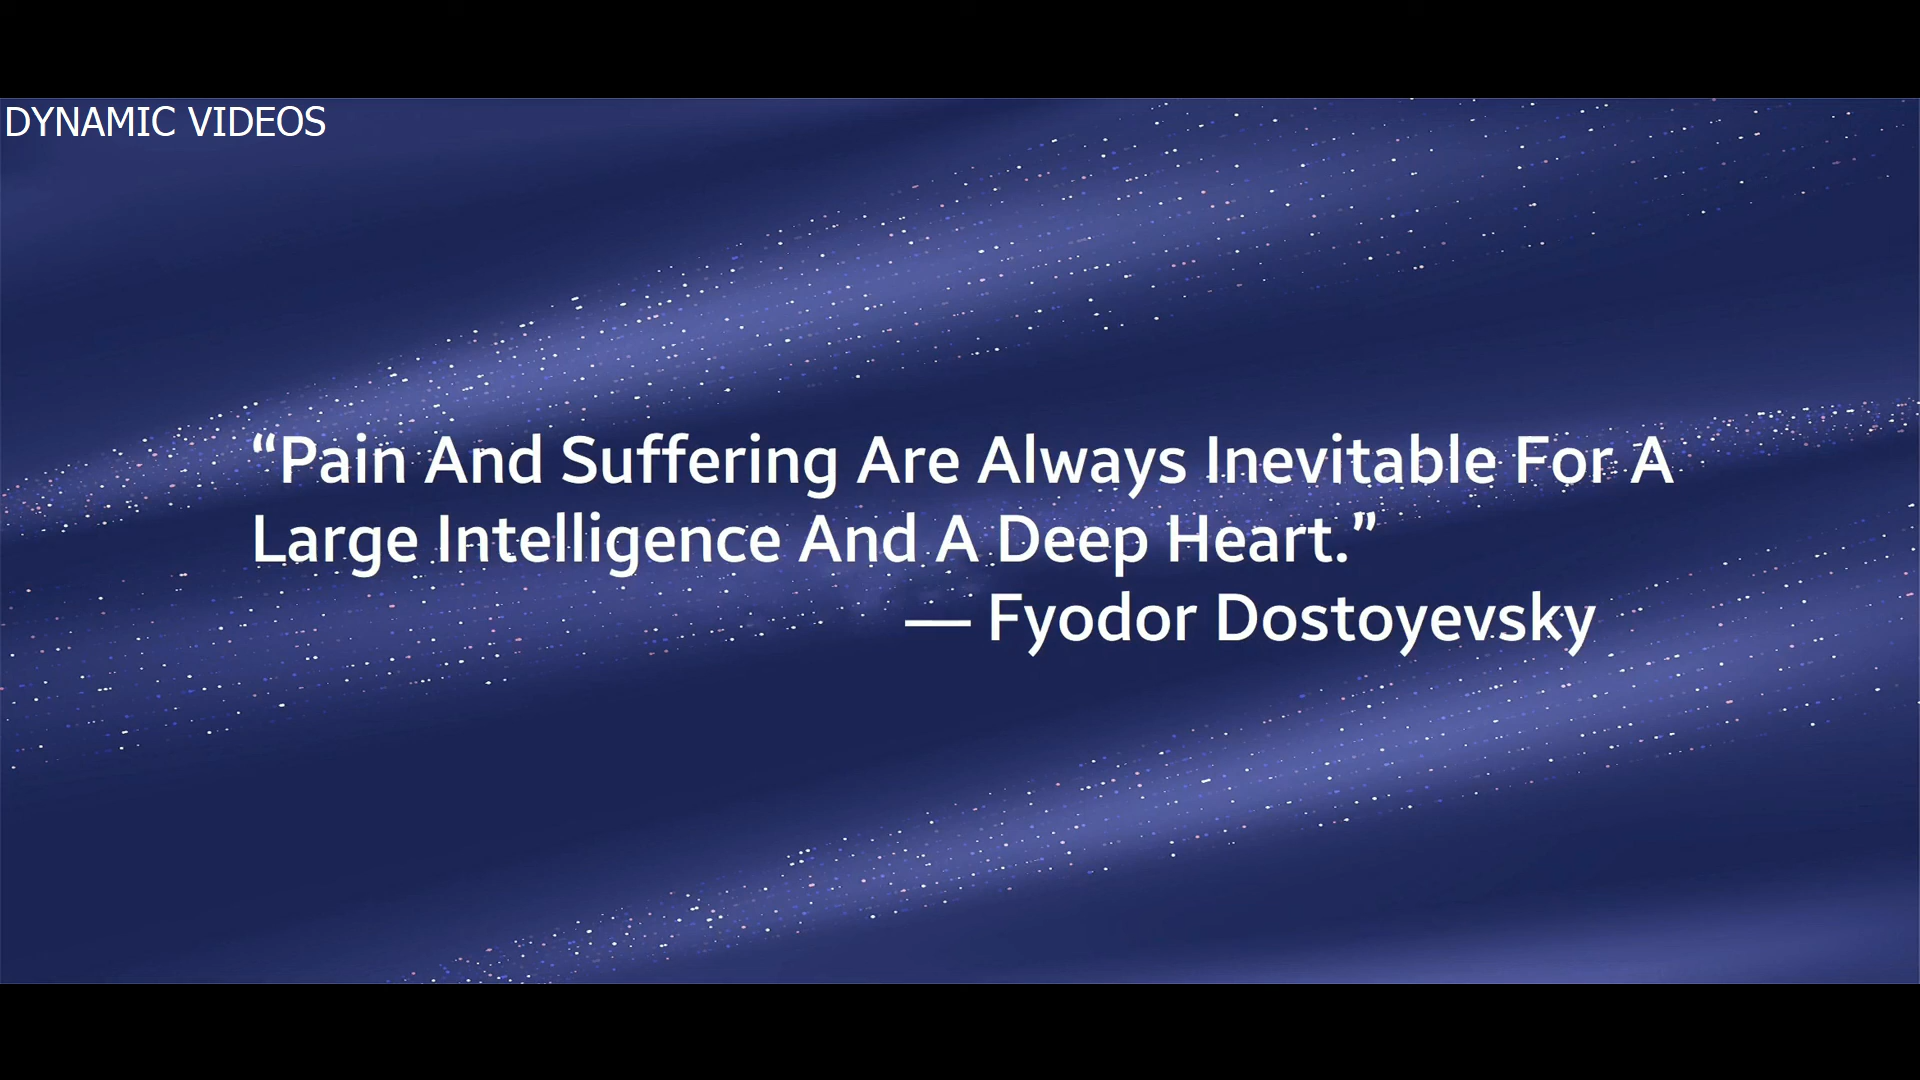 DYNAMIC VIDEOS
“Pain And Suffering Are Always Inevitable For A
Large Intelligence And A Deep Heart.”
— Fyodor Dostoyevsky